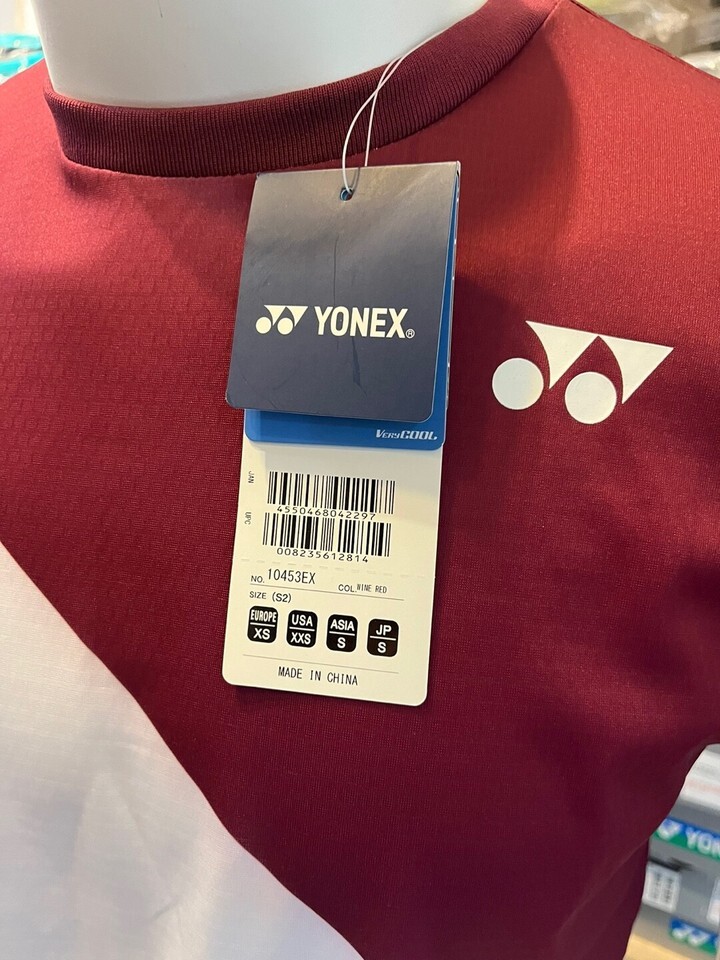 YONEX®
VERYCOOL
JAN
4550468042297
UPC
008235612814
NO. 10453EX COL. WINE RED
SIZE (S2)
EUROPE XS USA XXS ASIA S JP S
MADE IN CHINA
YON